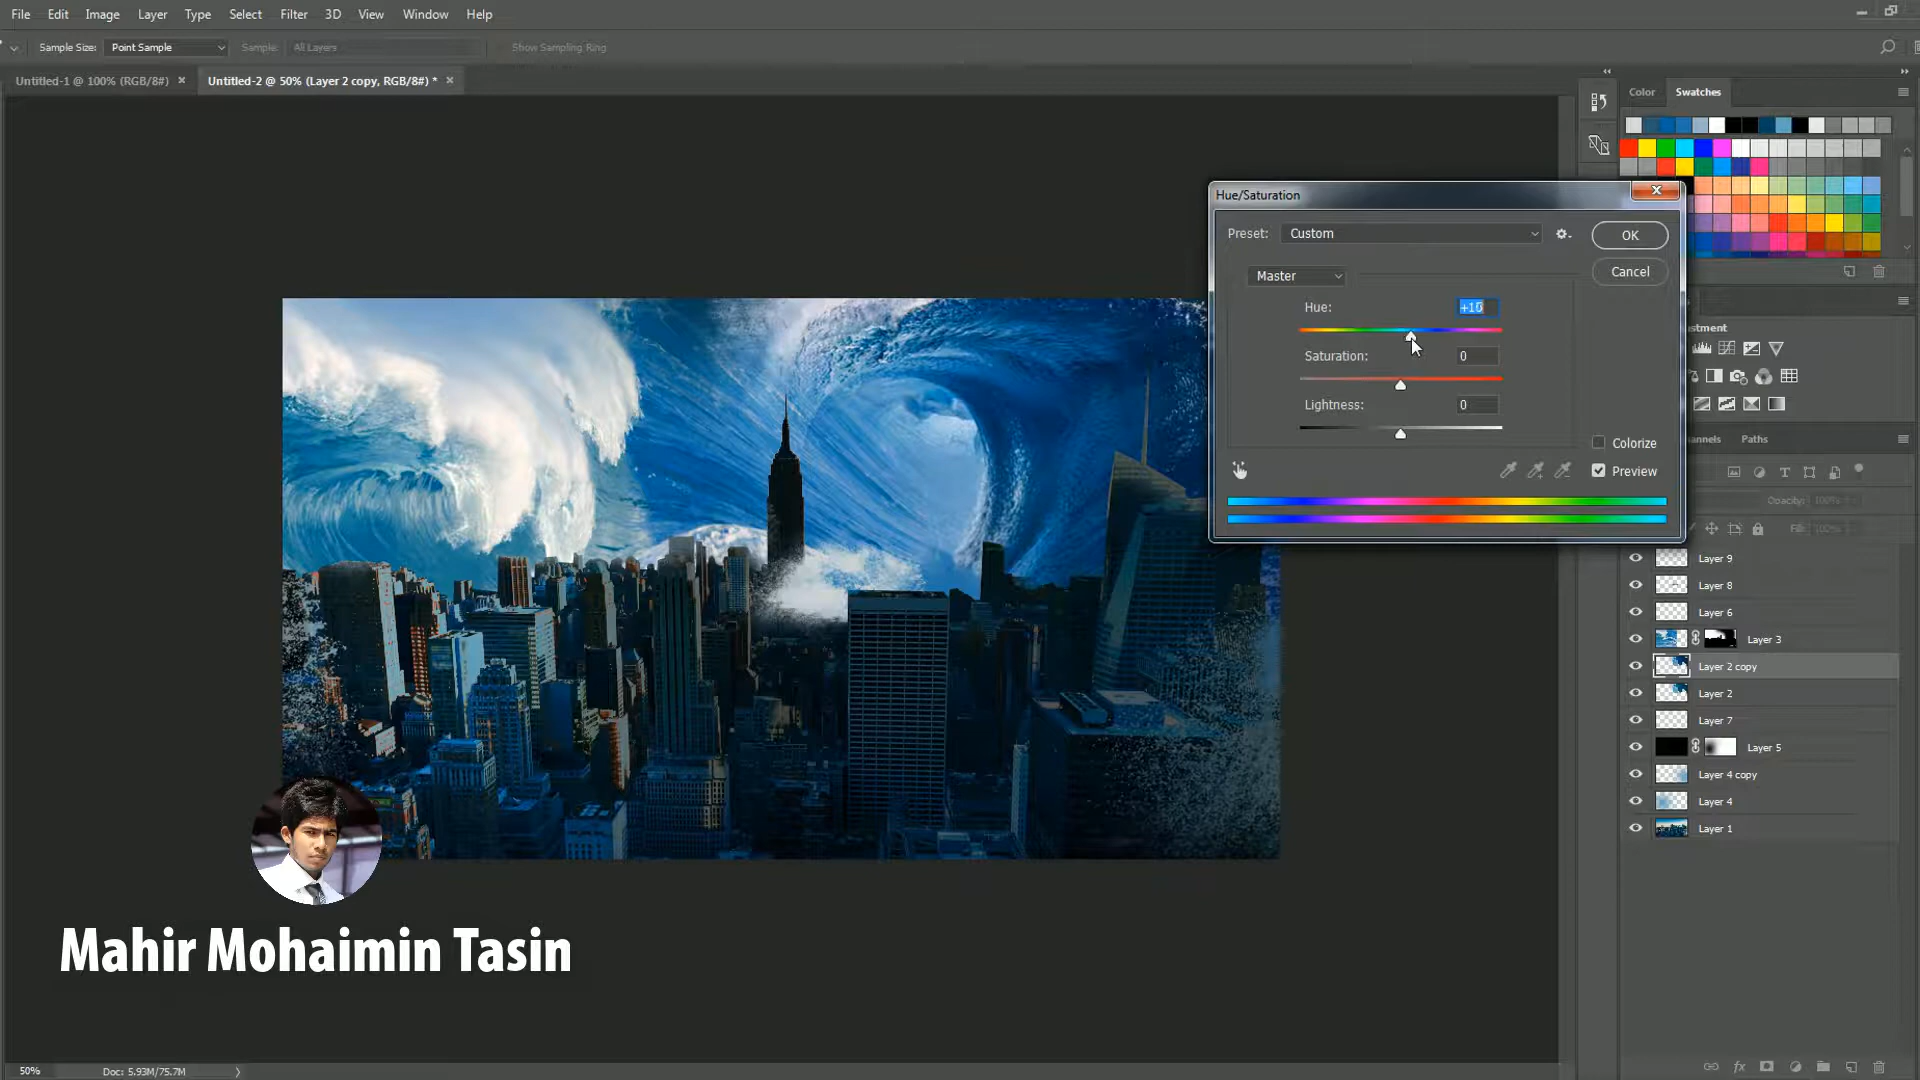 File Edit Image Layer Type Select Filter 3D View Window Help
Sample Size: Point Sample Sample: All Layers Show Sampling Ring
Untitled-1 @ 100% (RGB/8#) × Untitled-2 @ 50% (Layer 2 copy, RGB/8#) * ×
Color Swatches
Hue/Saturation
Preset: Custom OK
Master Cancel
Hue:
Saturation: 0
Lightness: 0
Colorize
Preview
Paths
Opacity: 100%
Fill: 100%
Layer 9
Layer 8
Layer 6
Layer 3
Layer 2 copy
Layer 2
Layer 7
Layer 5
Layer 4 copy
Layer 4
Layer 1
Mahir Mohaimin Tasin
50% Doc: 5.93M/75.7M